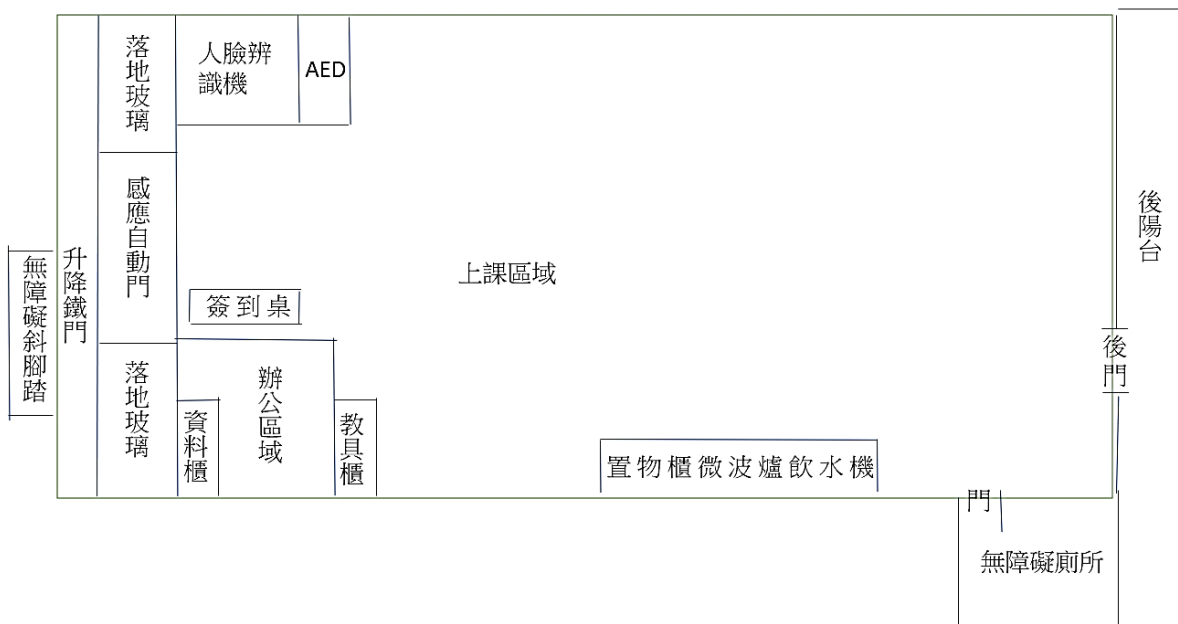 落地玻璃
人臉辨
識機
AED
感應自動門
升降鐵門
無障礙斜腳踏
簽到桌
上課區域
後陽台
後門
落地玻璃
資料櫃
辦公區域
教具櫃
置物櫃微波爐飲水機
門
無障礙廁所